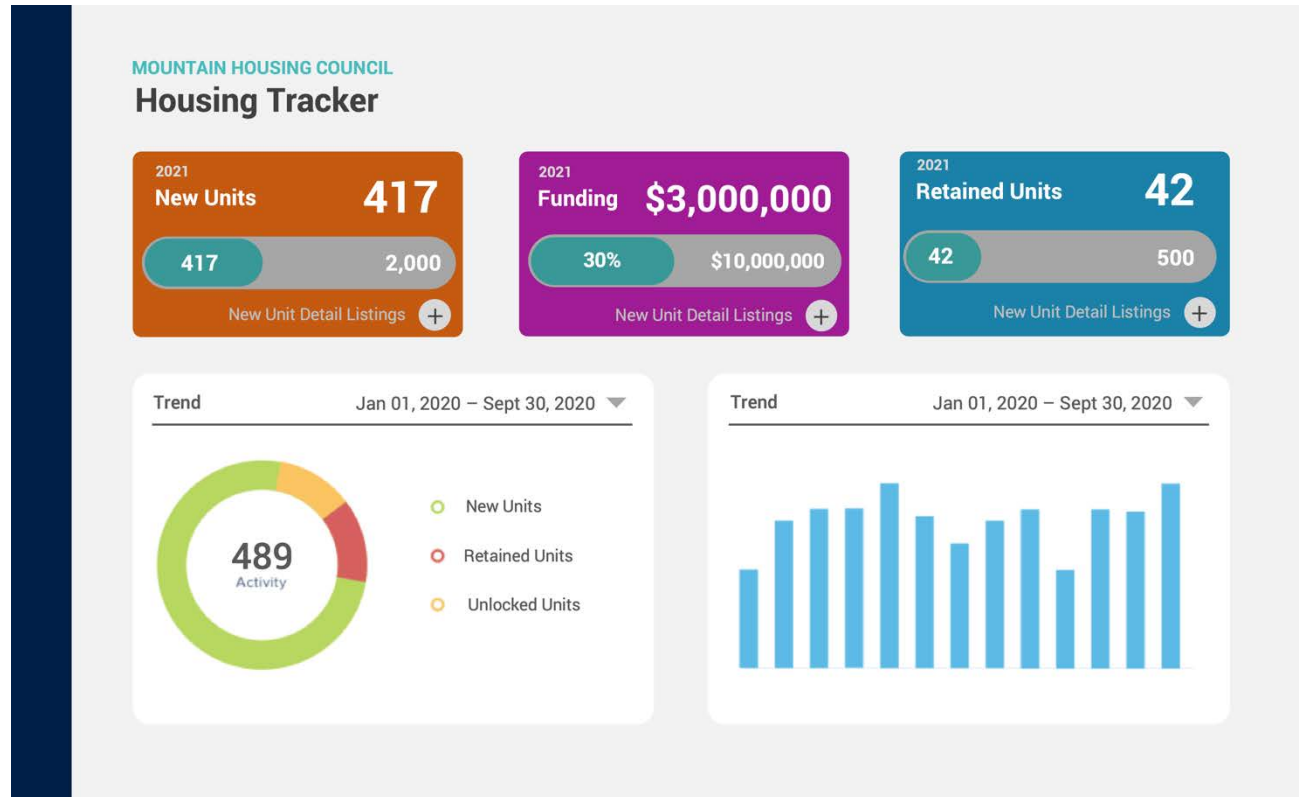 MOUNTAIN HOUSING COUNCIL
Housing Tracker
2021
New Units 417
417 2,000
New Unit Detail Listings +
2021
Funding $3,000,000
30% $10,000,000
New Unit Detail Listings +
2021
Retained Units 42
42 500
New Unit Detail Listings +
Trend Jan 01, 2020 – Sept 30, 2020
489
Activity
New Units
Retained Units
Unlocked Units
Trend Jan 01, 2020 – Sept 30, 2020